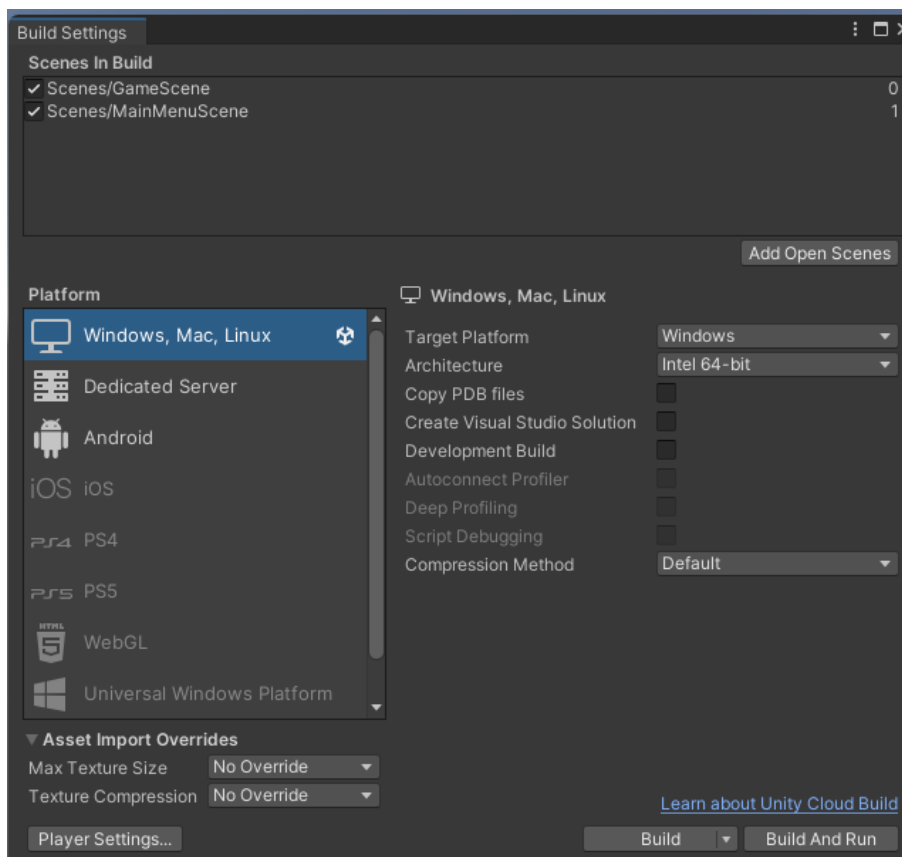 Build Settings
Scenes In Build
Scenes/GameScene 0
Scenes/MainMenuScene 1
Add Open Scenes
Platform
Windows, Mac, Linux
Dedicated Server
Android
iOS iOS
PS4 PS4
PS5 PS5
HTML 5 WebGL
Universal Windows Platform
Windows, Mac, Linux
Target Platform Windows
Architecture Intel 64-bit
Copy PDB files
Create Visual Studio Solution
Development Build
Autoconnect Profiler
Deep Profiling
Script Debugging
Compression Method Default
Asset Import Overrides
Max Texture Size No Override
Texture Compression No Override
Learn about Unity Cloud Build
Player Settings...
Build
Build And Run